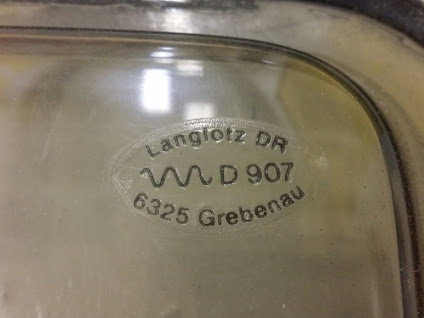 Langlotz DR
D 907
6325 Grebenau